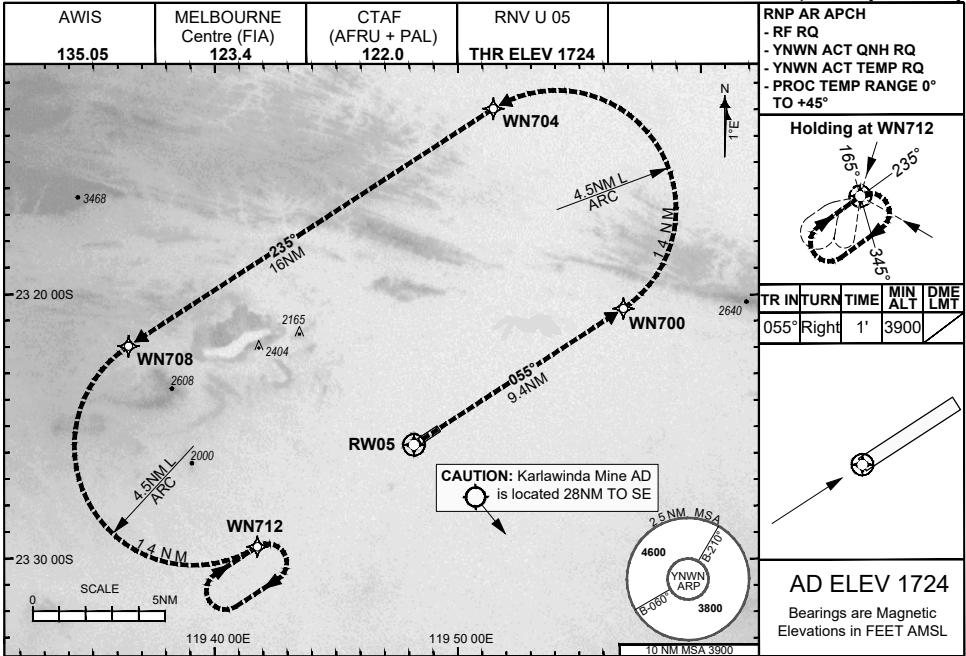 AWIS
135.05
MELBOURNE
Centre (FIA)
123.4
CTAF
(AFRU + PAL)
122.0
RNV U 05
THR ELEV 1724
RNP AR APCH
- RF RQ
- YNWN ACT QNH RQ
- YNWN ACT TEMP RQ
- PROC TEMP RANGE 0°
TO +45°
Holding at WN712
165°
235°
345°
TR IN TURN TIME MIN ALT DME LMT
055° Right 1' 3900
WN704
N
1°E
4.5NM L
ARC
14 NM
3468
235°
16NM
23 20 00S
2640
WN700
2165
2404
WN708
2608
055°
9.4NM
RW05
2000
4.5NM L
ARC
CAUTION: Karlawinda Mine AD
is located 28NM TO SE
WN712
14 NM
23 30 00S
SCALE
0 5NM
25 NM MSA
4600
B-210°
YNWN
ARP
B-060°
3800
10 NM MSA 3900
119 40 00E
119 50 00E
AD ELEV 1724
Bearings are Magnetic
Elevations in FEET AMSL